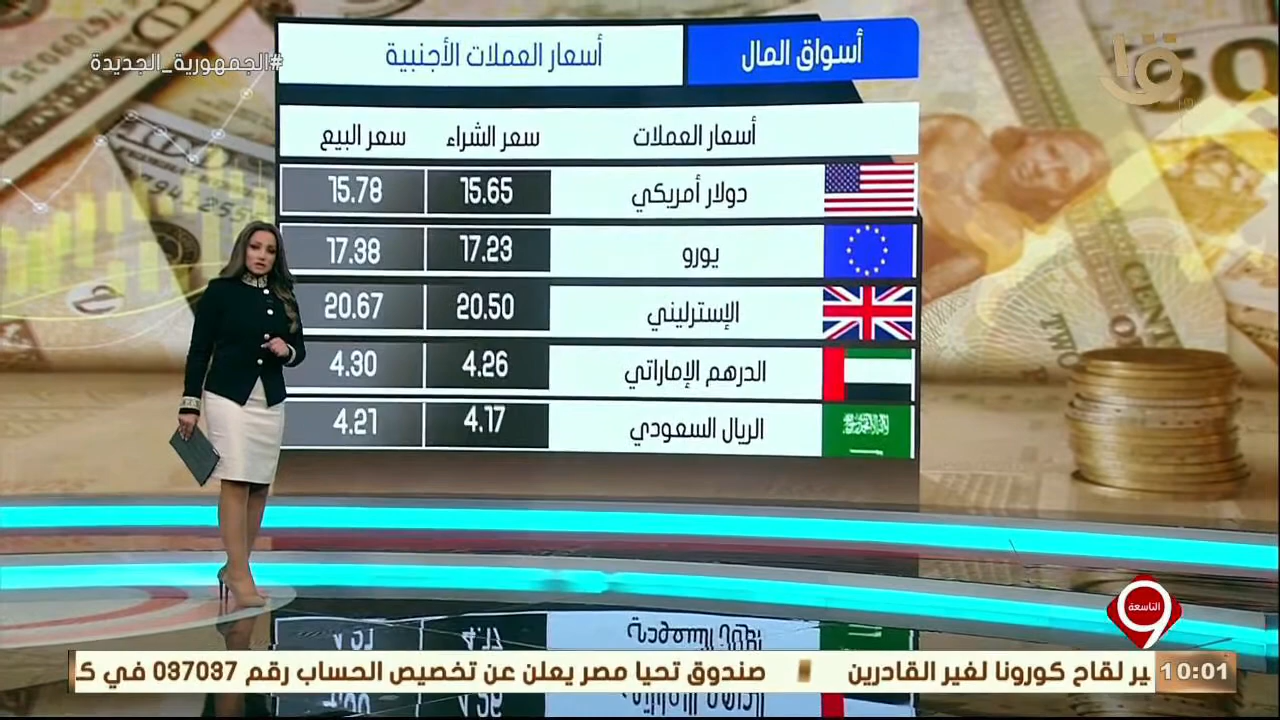 #الجمهورية_الجديدة
أسواق المال
أسعار العملات الأجنبية
أسعار العملات سعر الشراء سعر البيع
دولار أمريكي 15.65 15.78
يورو 17.23 17.38
الإسترليني 20.50 20.67
الدرهم الإماراتي 4.26 4.30
الريال السعودي 4.17 4.21
التاسعة
9
10:01
لقاح كورونا لغير القادرين
صندوق تحيا مصر يعلن عن تخصيص الحساب رقم 037037 في